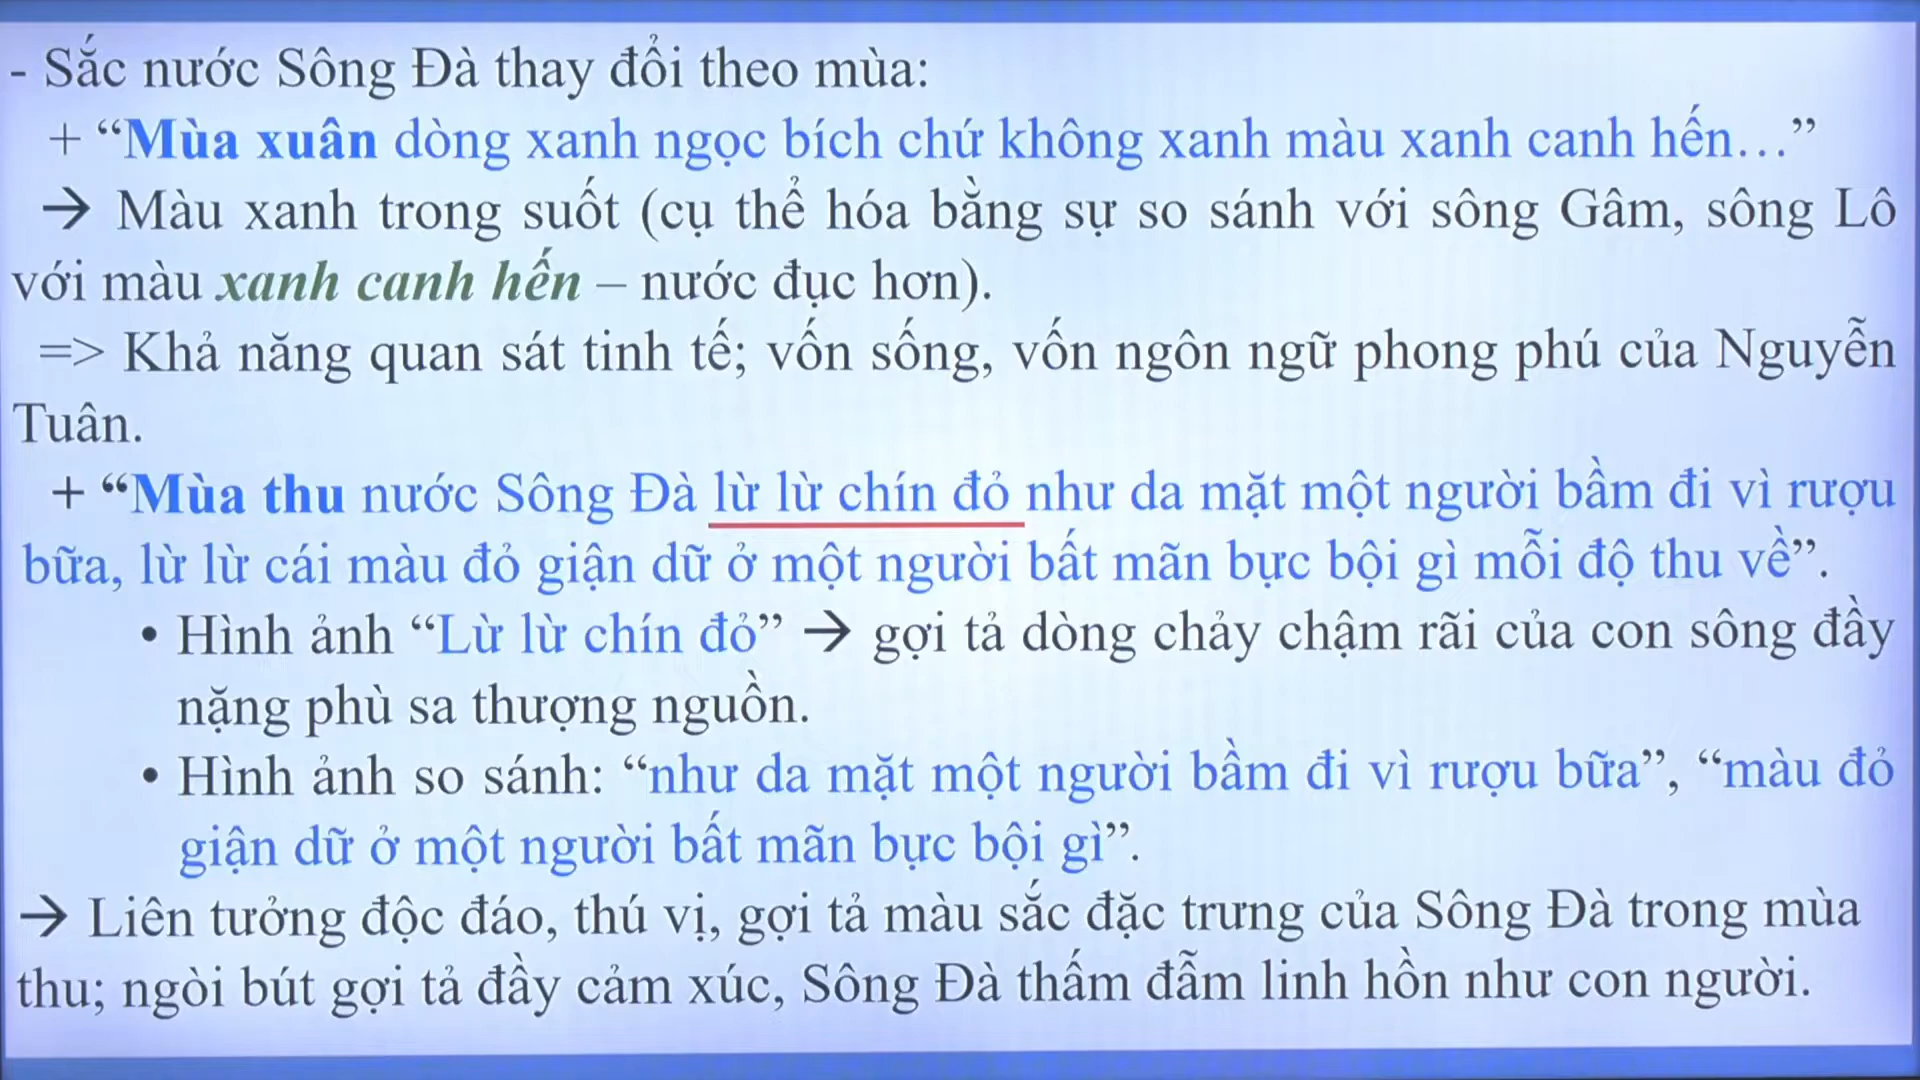 - Sắc nước Sông Đà thay đổi theo mùa:
+ “Mùa xuân dòng xanh ngọc bích chứ không xanh màu xanh canh hến…”
→ Màu xanh trong suốt (cụ thể hóa bằng sự so sánh với sông Gâm, sông Lô
với màu xanh canh hến – nước đục hơn).
=> Khả năng quan sát tinh tế; vốn sống, vốn ngôn ngữ phong phú của Nguyễn
Tuân.
+ “Mùa thu nước Sông Đà lừ lừ chín đỏ như da mặt một người bầm đi vì rượu
bữa, lừ lừ cái màu đỏ giận dữ ở một người bất mãn bực bội gì mỗi độ thu về”.
• Hình ảnh “Lừ lừ chín đỏ” → gợi tả dòng chảy chậm rãi của con sông đầy
nặng phù sa thượng nguồn.
• Hình ảnh so sánh: “như da mặt một người bầm đi vì rượu bữa”, “màu đỏ
giận dữ ở một người bất mãn bực bội gì”.
→ Liên tưởng độc đáo, thú vị, gợi tả màu sắc đặc trưng của Sông Đà trong mùa
thu; ngòi bút gợi tả đầy cảm xúc, Sông Đà thấm đẫm linh hồn như con người.